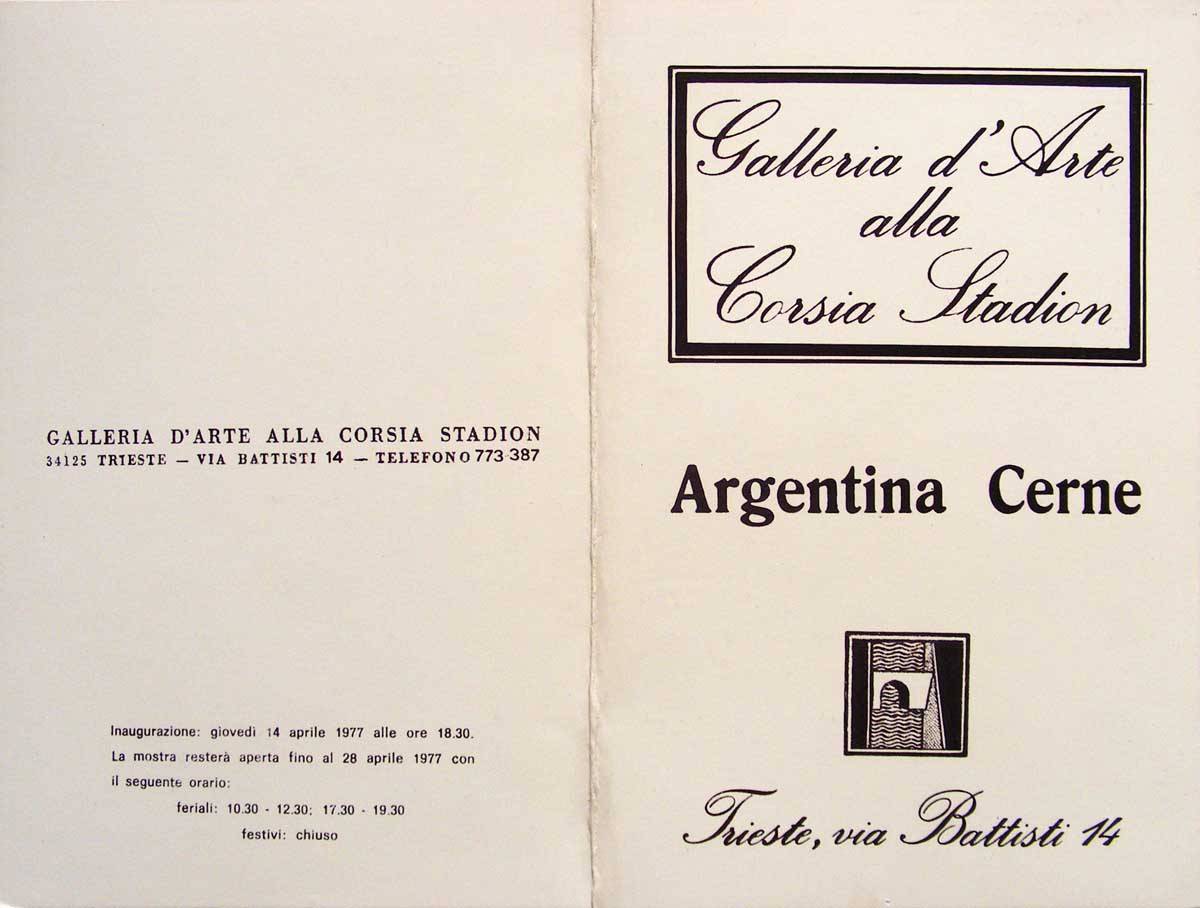 GALLERIA D'ARTE ALLA CORSIA STADION
34125 TRIESTE — VIA BATTISTI 14 — TELEFONO 773-387
Inaugurazione: giovedì 14 aprile 1977 alle ore 18.30.
La mostra resterà aperta fino al 28 aprile 1977 con
il seguente orario:
feriali: 10.30 - 12.30; 17.30 - 19.30
festivi: chiuso
Galleria d'Arte
alla
Corsia Stadion
Argentina Cerne
Trieste, via Battisti 14